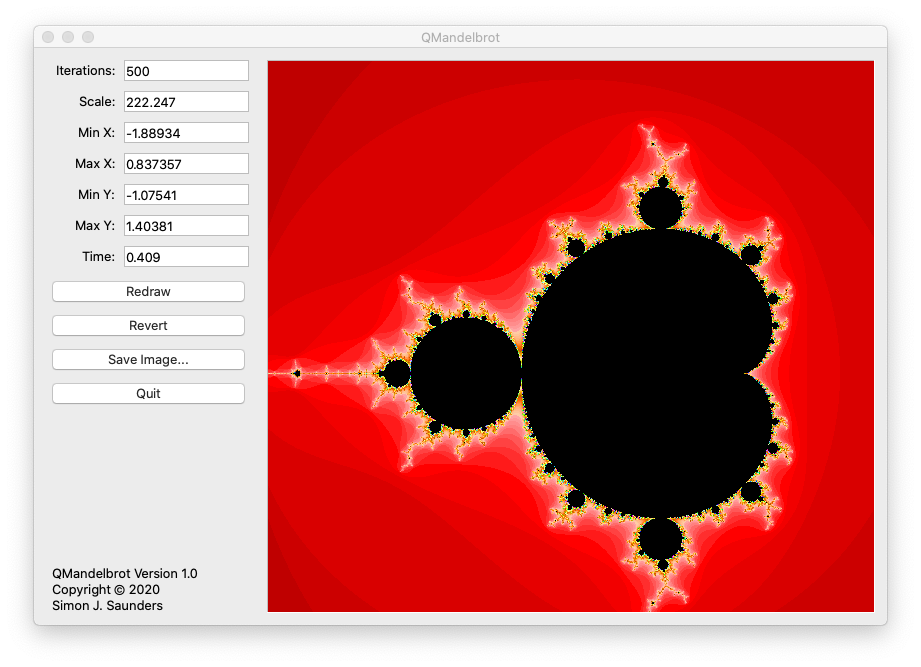 QMandelbrot
Iterations: 500
Scale: 222.247
Min X: -1.88934
Max X: 0.837357
Min Y: -1.07541
Max Y: 1.40381
Time: 0.409
Redraw
Revert
Save Image...
Quit
QMandelbrot Version 1.0
Copyright © 2020
Simon J. Saunders